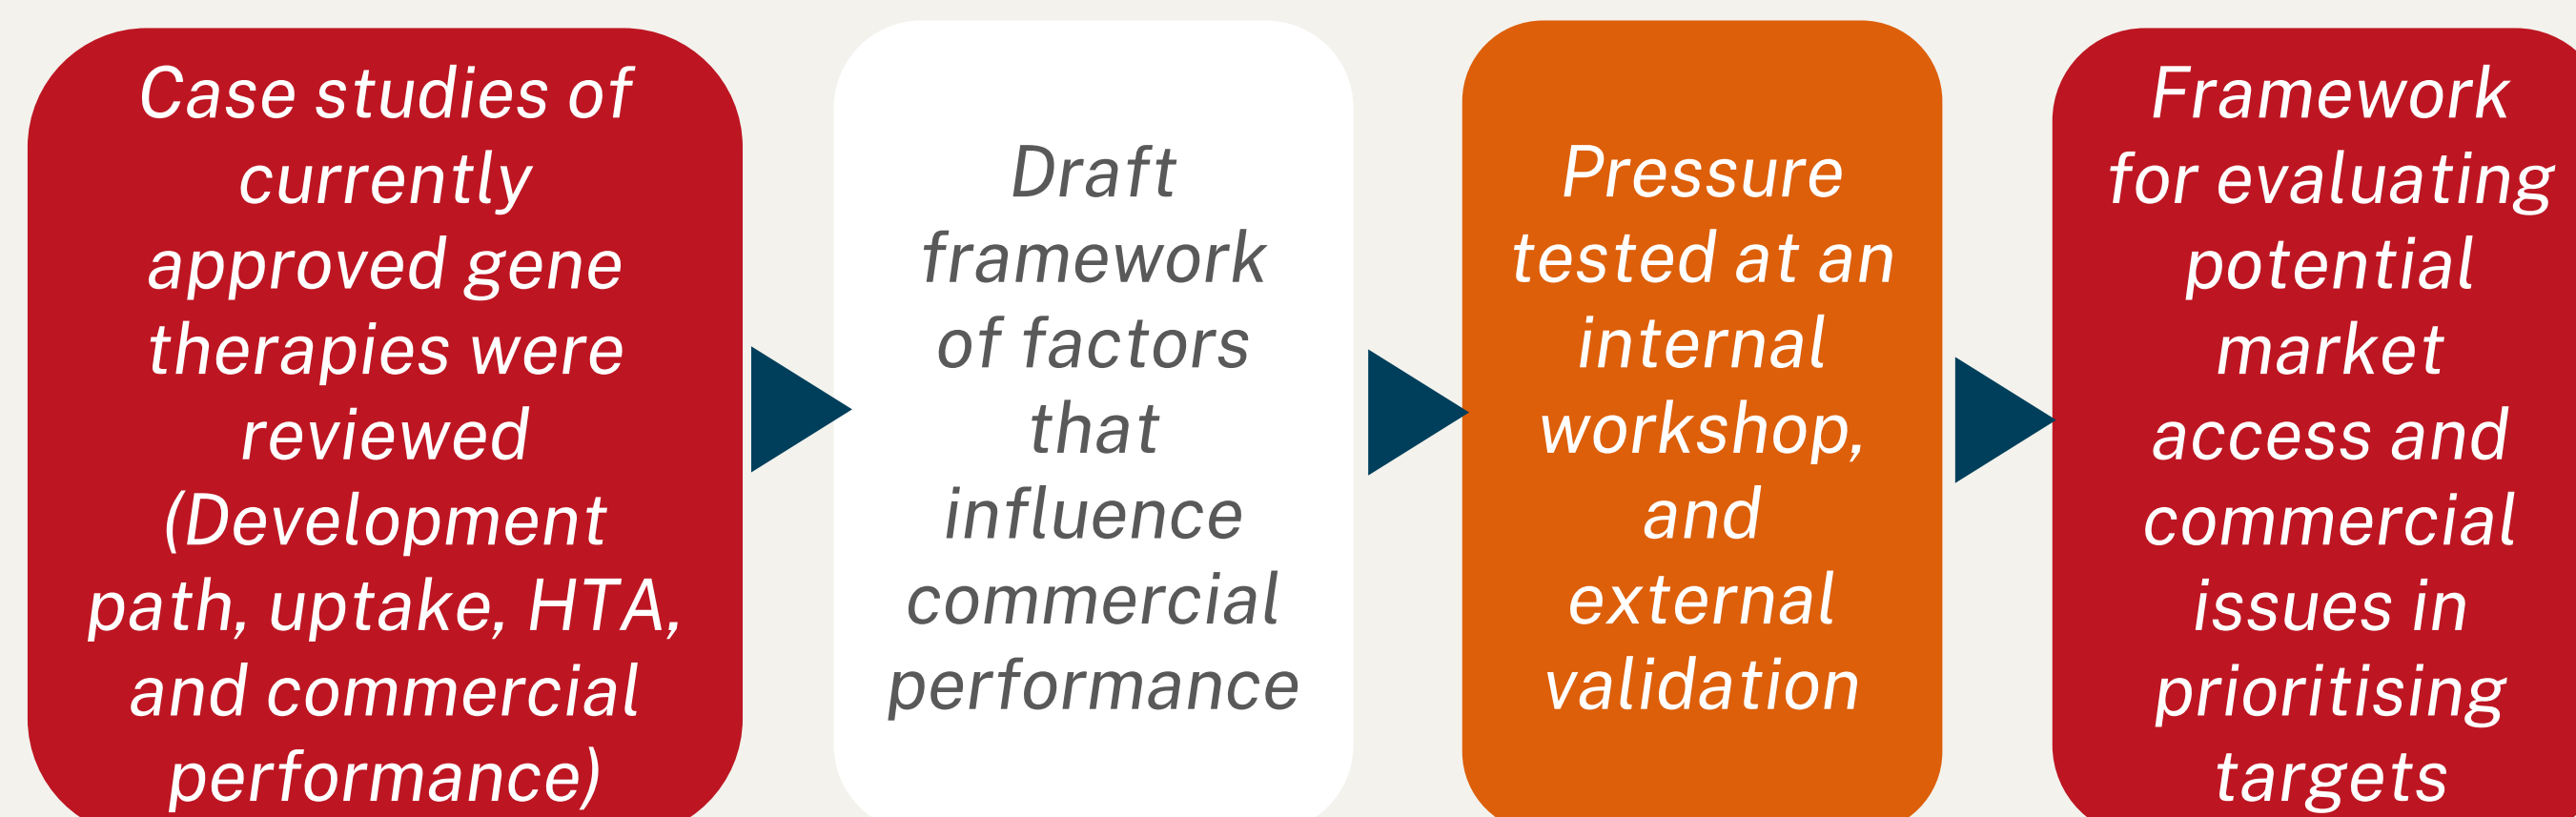 Case studies of
currently
approved gene
therapies were
reviewed
(Development
path, uptake, HTA,
and commercial
performance)
Draft
framework
of factors
that
influence
commercial
performance
Pressure
tested at an
internal
workshop,
and
external
validation
Framework
for evaluating
potential
market
access and
commercial
issues in
prioritising
targets